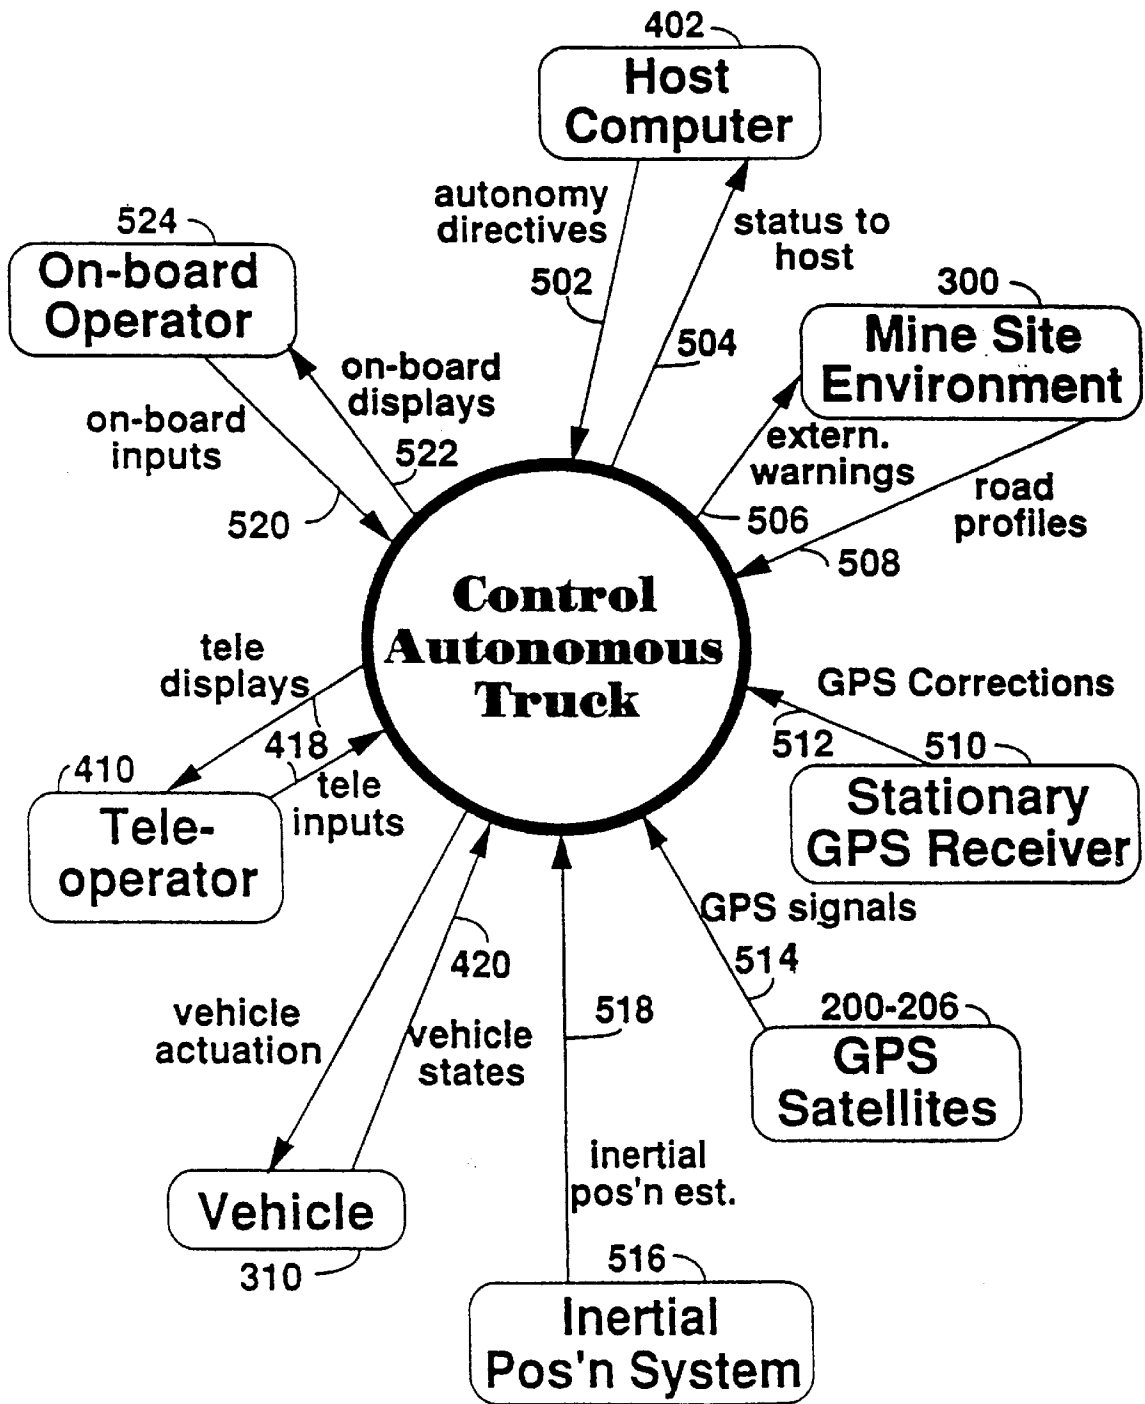 402
Host
Computer
autonomy
directives
502
status to
host
504
524
On-board
Operator
on-board
displays
522
on-board
inputs
520
300
Mine Site
Environment
extern.
warnings
506
road
profiles
508
Control
Autonomous
Truck
tele
displays
418
410
418
tele
inputs
Tele-
operator
GPS Corrections
512
510
Stationary
GPS Receiver
GPS signals
514
200-206
GPS
Satellites
420
vehicle
actuation
vehicle
states
518
inertial
pos'n est.
Vehicle
310
516
Inertial
Pos'n System